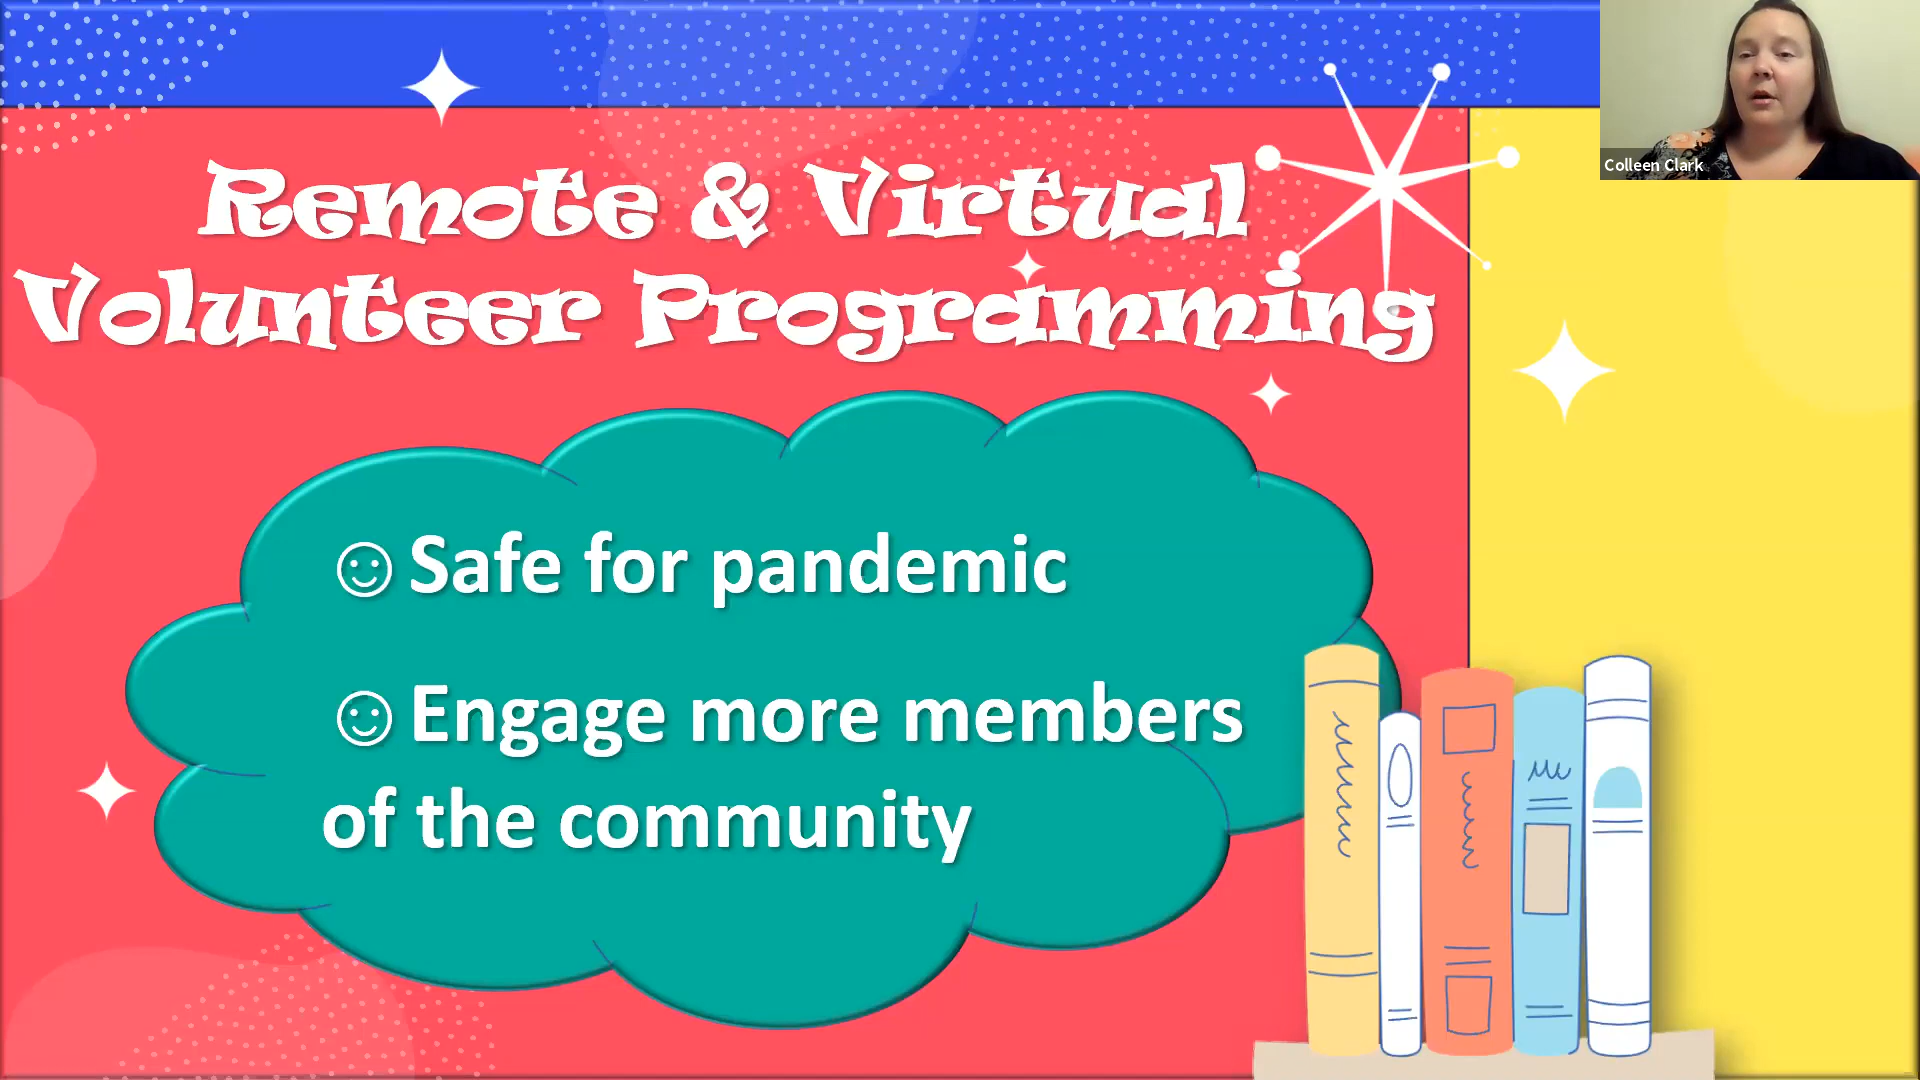 Remote & Virtual
Volunteer Programming
Colleen Clark
☺Safe for pandemic
☺Engage more members
of the community